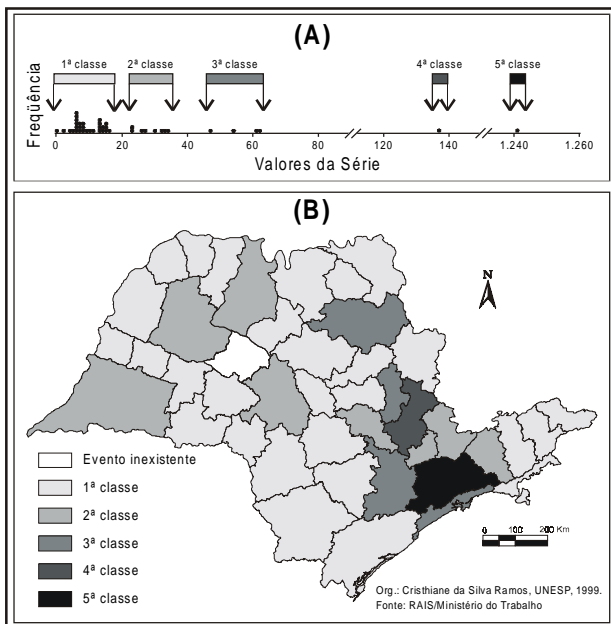 (A)
1ª classe 2ª classe 3ª classe 4ª classe 5ª classe
Freqüência
0 20 40 60 80 120 140 1.240 1.260
Valores da Série
(B)
N
Evento inexistente
1ª classe
2ª classe
3ª classe
4ª classe
5ª classe
0 100 200 Km
Org.: Cristhiane da Silva Ramos, UNESP, 1999.
Fonte: RAIS/Ministério do Trabalho